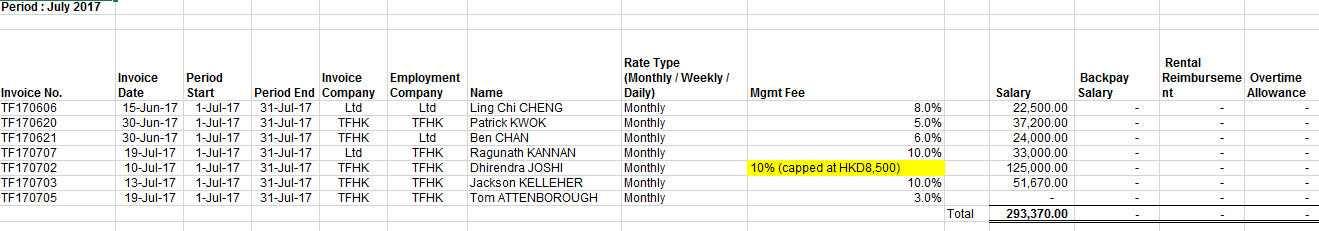 Period : July 2017
Invoice No. Invoice Date Period Start Period End Invoice Company Employment Company Name Rate Type (Monthly / Weekly / Daily) Mgmt Fee Salary Backpay Salary Rental Reimburseme nt Overtime Allowance
TF170606 15-Jun-17 1-Jul-17 31-Jul-17 Ltd Ltd Ling Chi CHENG Monthly 8.0% 22,500.00 - - -
TF170620 30-Jun-17 1-Jul-17 31-Jul-17 TFHK TFHK Patrick KWOK Monthly 5.0% 37,200.00 - - -
TF170621 30-Jun-17 1-Jul-17 31-Jul-17 TFHK Ltd Ben CHAN Monthly 6.0% 24,000.00 - - -
TF170707 19-Jul-17 1-Jul-17 31-Jul-17 Ltd TFHK Ragunath KANNAN Monthly 10.0% 33,000.00 - - -
TF170702 10-Jul-17 1-Jul-17 31-Jul-17 TFHK TFHK Dhirendra JOSHI Monthly 10% (capped at HKD8,500) 125,000.00 - - -
TF170703 13-Jul-17 1-Jul-17 31-Jul-17 TFHK TFHK Jackson KELLEHER Monthly 10.0% 51,670.00 - - -
TF170705 19-Jul-17 1-Jul-17 31-Jul-17 TFHK TFHK Tom ATTENBOROUGH Monthly 3.0% - - - -
Total 293,370.00 - - -